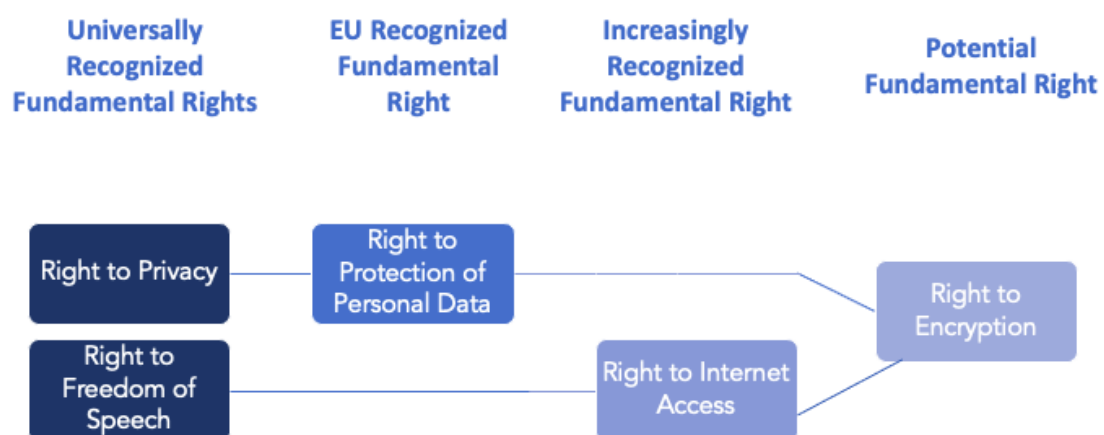 Universally
Recognized
Fundamental Rights
EU Recognized
Fundamental
Right
Increasingly
Recognized
Fundamental Right
Potential
Fundamental Right
Right to Privacy
Right to
Protection of
Personal Data
Right to
Encryption
Right to
Freedom of
Speech
Right to Internet
Access